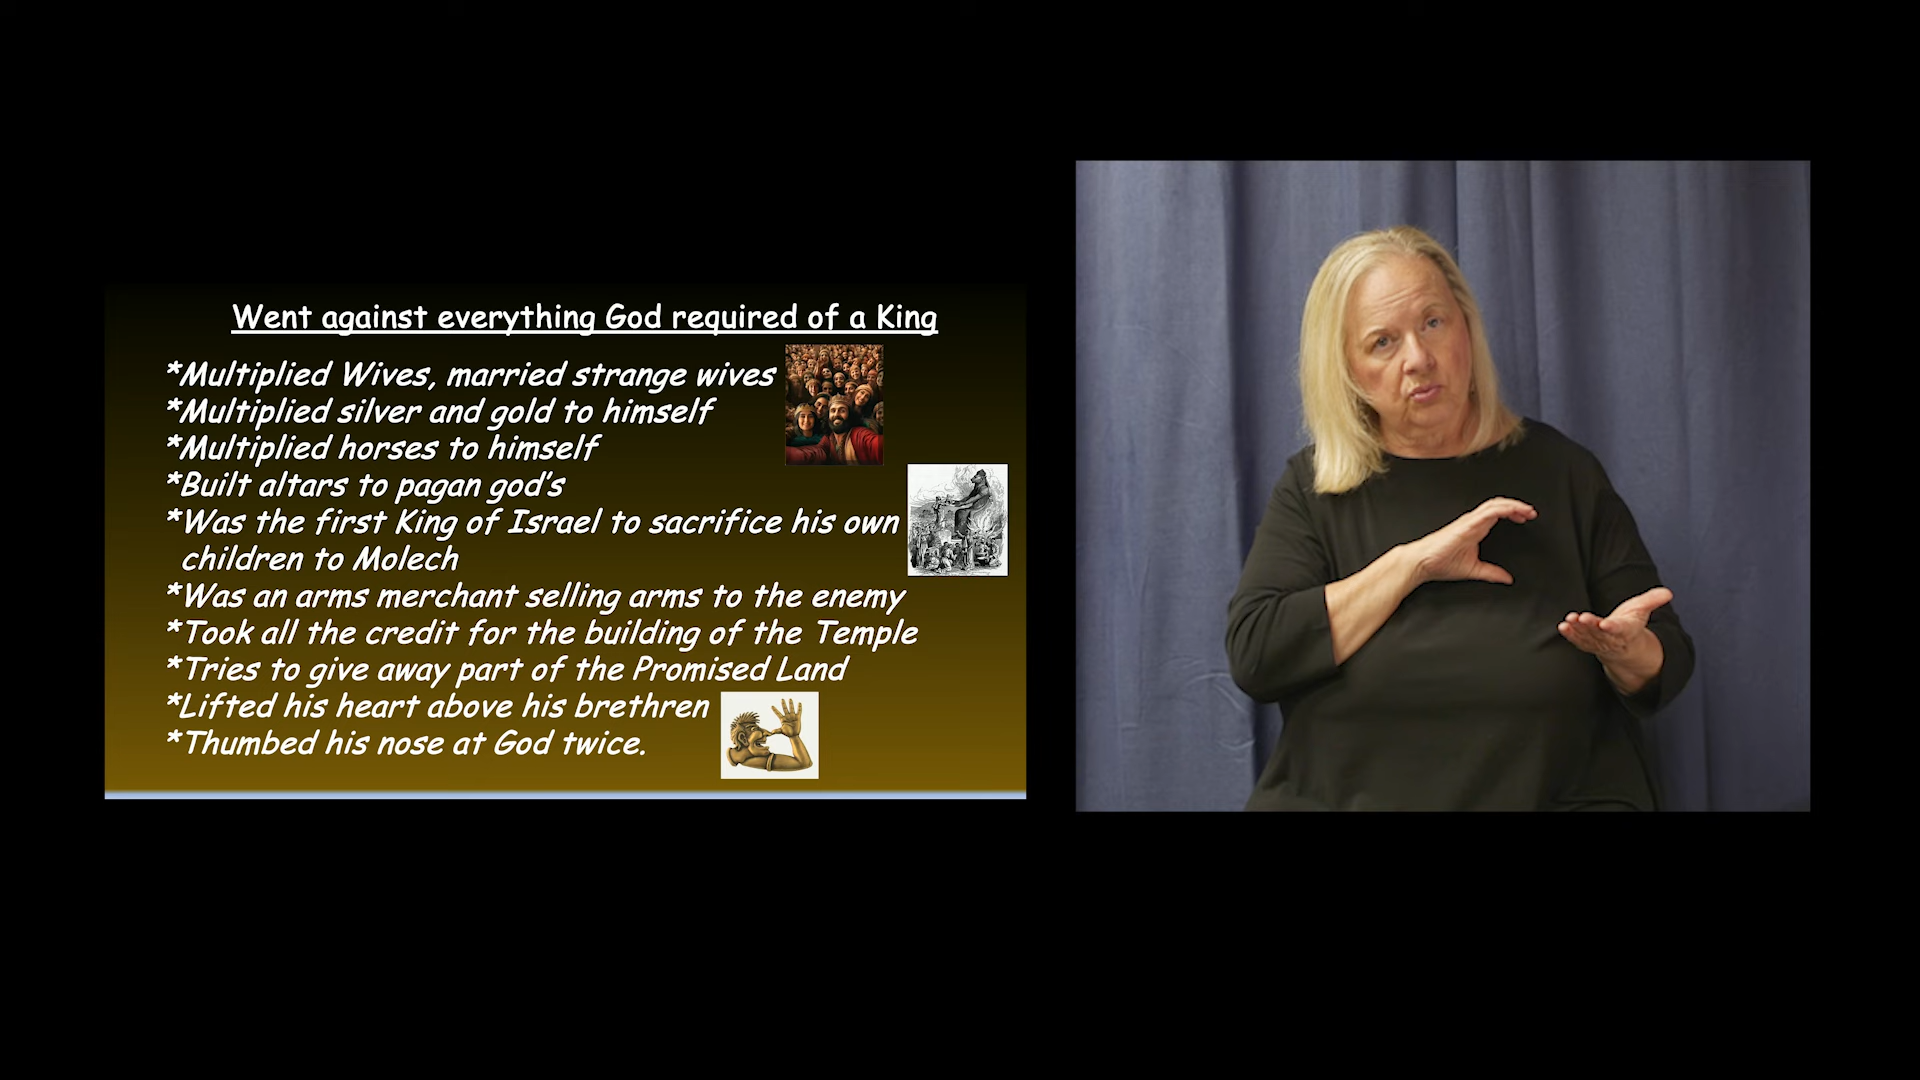 Went against everything God required of a King
*Multiplied Wives, married strange wives
*Multiplied silver and gold to himself
*Multiplied horses to himself
*Built altars to pagan god's
*Was the first King of Israel to sacrifice his own
children to Molech
*Was an arms merchant selling arms to the enemy
*Took all the credit for the building of the Temple
*Tries to give away part of the Promised Land
*Lifted his heart above his brethren
*Thumbed his nose at God twice.